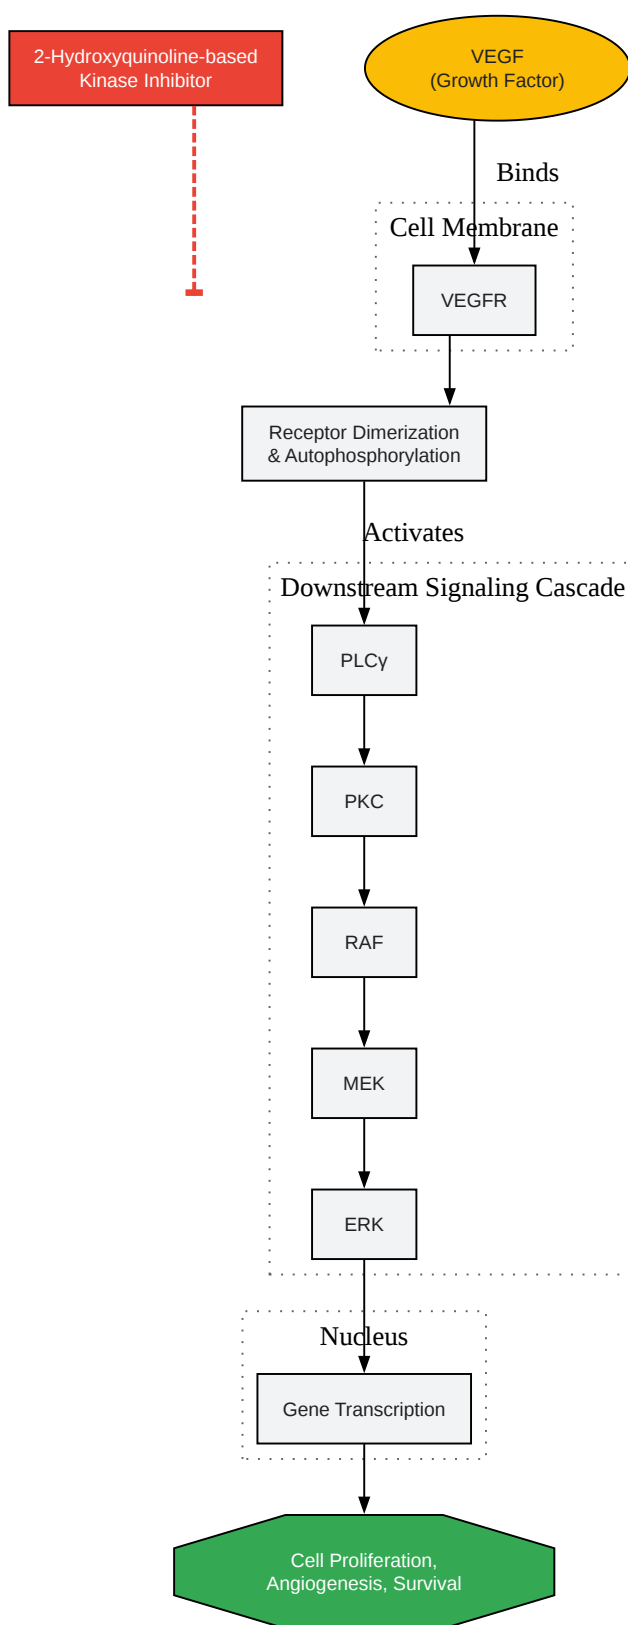 2-Hydroxyquinoline-based
Kinase Inhibitor
VEGF
(Growth Factor)
Binds
Cell Membrane
VEGFR
Receptor Dimerization
& Autophosphorylation
Activates
Downstream Signaling Cascade
PLCγ
PKC
RAF
MEK
ERK
Nucleus
Gene Transcription
Cell Proliferation,
Angiogenesis, Survival